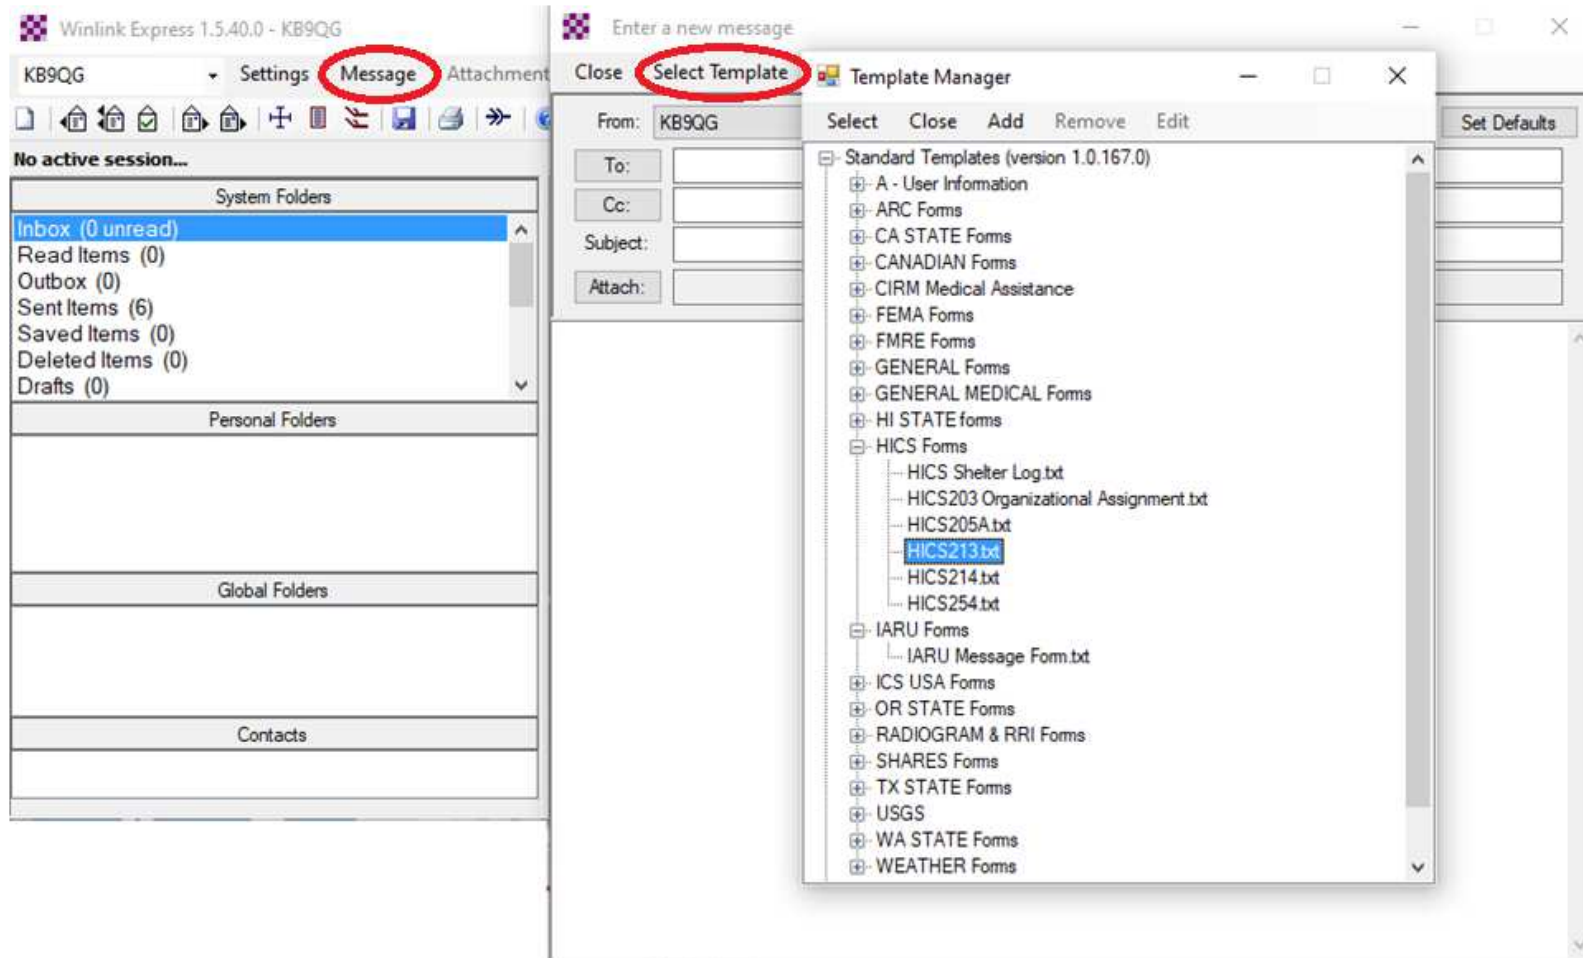 Winlink Express 1.5.40.0 - KB9QG
KB9QG Settings Message Attachment
No active session...
System Folders
Inbox (0 unread)
Read Items (0)
Outbox (0)
Sent Items (6)
Saved Items (0)
Deleted Items (0)
Drafts (0)
Personal Folders
Global Folders
Contacts
Enter a new message
Close Select Template
From: KB9QG
Set Defaults
To:
Cc:
Subject:
Attach:
Template Manager
Select Close Add Remove Edit
Standard Templates (version 1.0.167.0)
A - User Information
ARC Forms
CA STATE Forms
CANADIAN Forms
CIRM Medical Assistance
FEMA Forms
FMRE Forms
GENERAL Forms
GENERAL MEDICAL Forms
HI STATE forms
HICS Forms
HICS Shelter Log.txt
HICS203 Organizational Assignment.txt
HICS205A.txt
HICS213.txt
HICS214.txt
HICS254.txt
IARU Forms
IARU Message Form.txt
ICS USA Forms
OR STATE Forms
RADIOGRAM & RRI Forms
SHARES Forms
TX STATE Forms
USGS
WA STATE Forms
WEATHER Forms